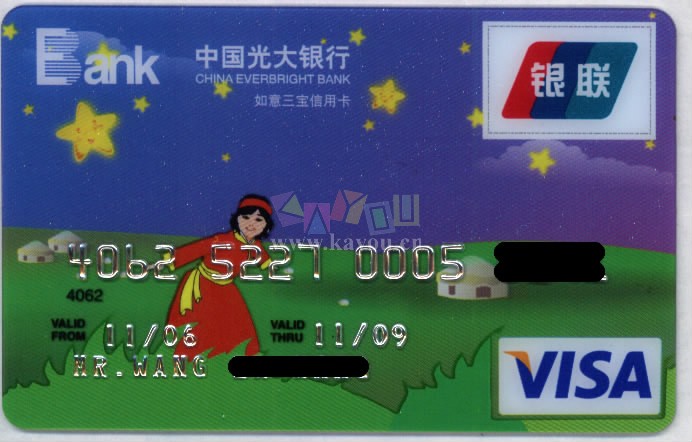 Bank
中国光大银行
CHINA EVERBRIGHT BANK
如意三宝信用卡
银联
KAYOU
www.kayou.cn
4062 5227 0005
4062
VALID FROM 11/06 VALID THRU 11/09
MR.WANG
VISA